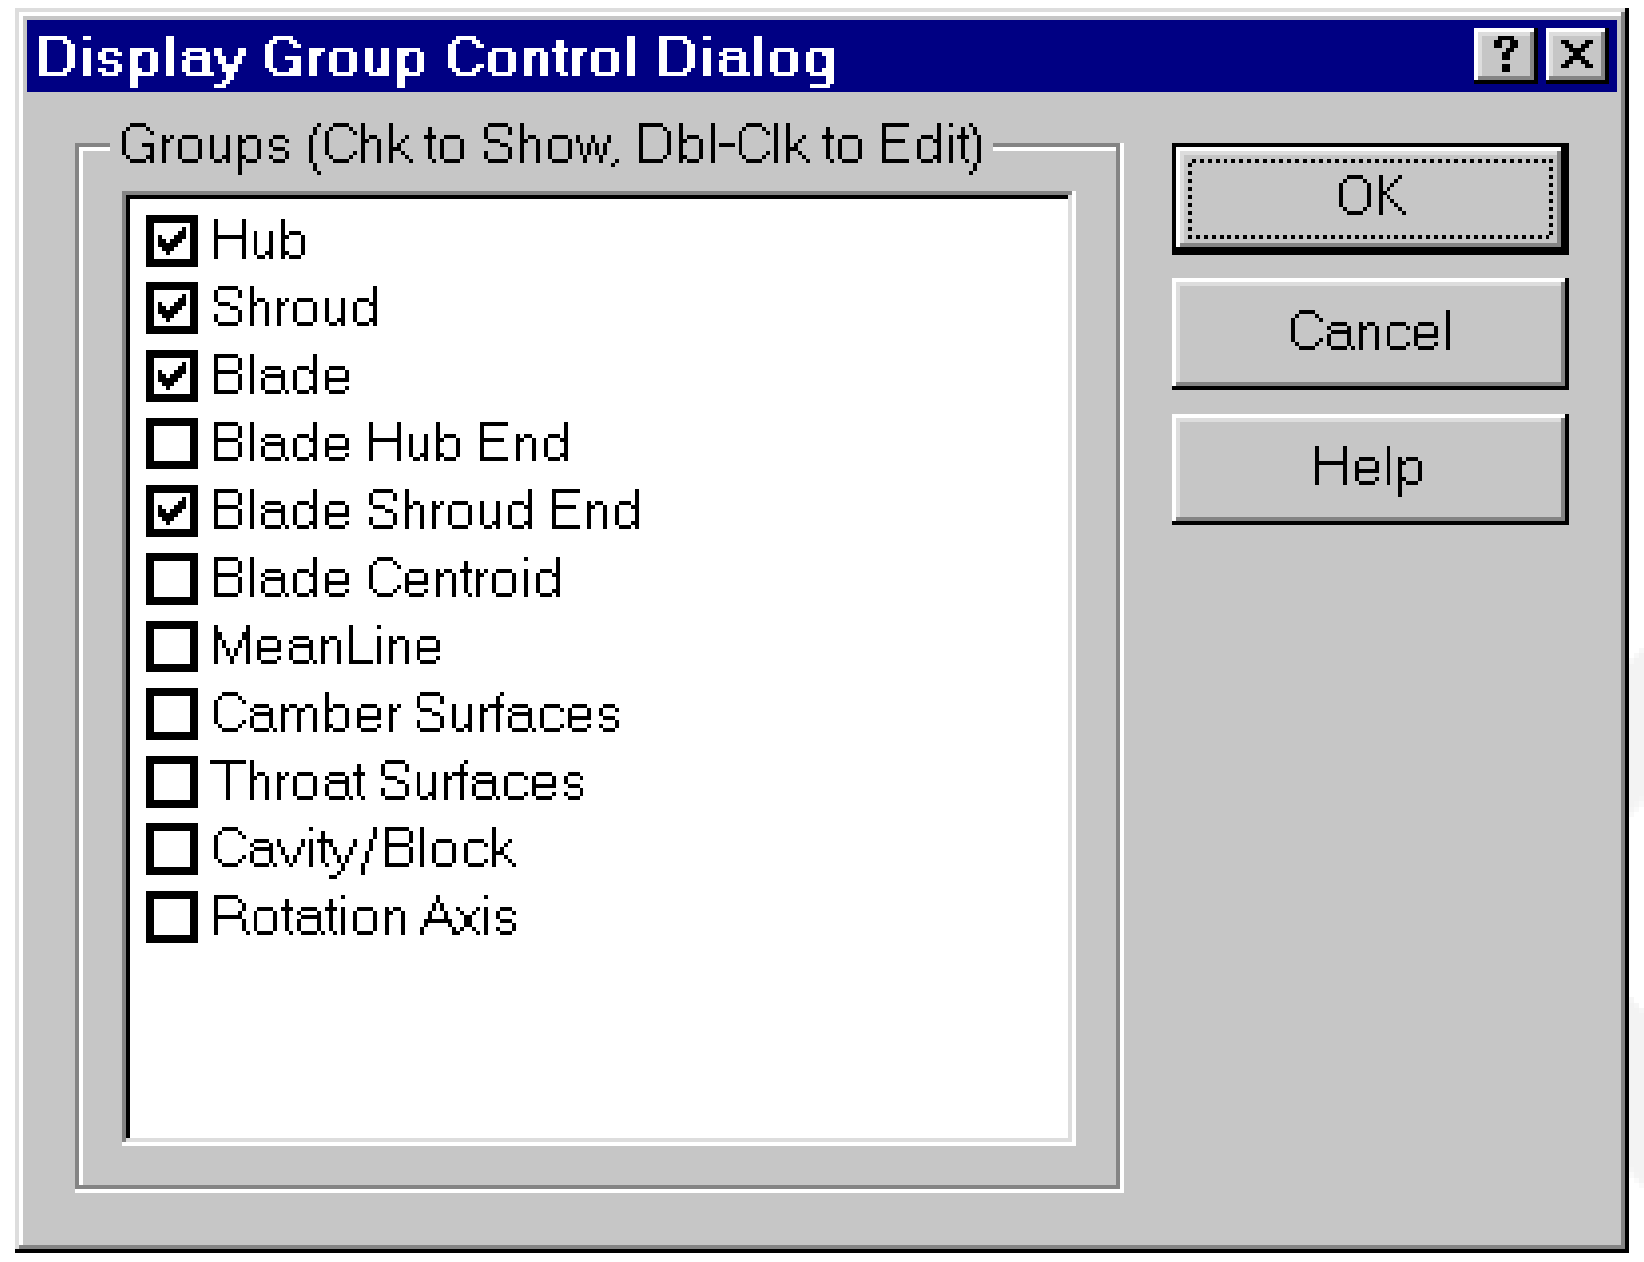 Display Group Control Dialog
Groups (Chk to Show, Dbl-Clk to Edit)
Hub
Shroud
Blade
Blade Hub End
Blade Shroud End
Blade Centroid
MeanLine
Camber Surfaces
Throat Surfaces
Cavity/Block
Rotation Axis
OK
Cancel
Help